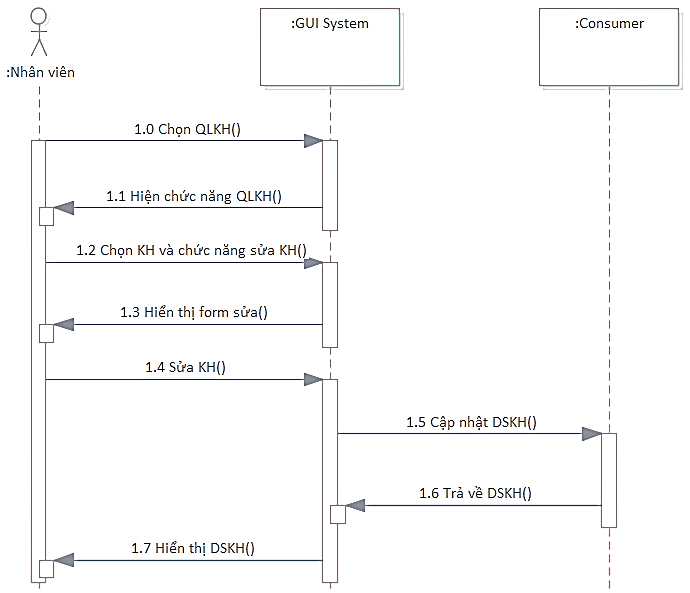 :Nhân viên
:GUI System
:Consumer
1.0 Chọn QLKH()
1.1 Hiện chức năng QLKH()
1.2 Chọn KH và chức năng sửa KH()
1.3 Hiển thị form sửa()
1.4 Sửa KH()
1.5 Cập nhật DSKH()
1.6 Trả về DSKH()
1.7 Hiển thị DSKH()